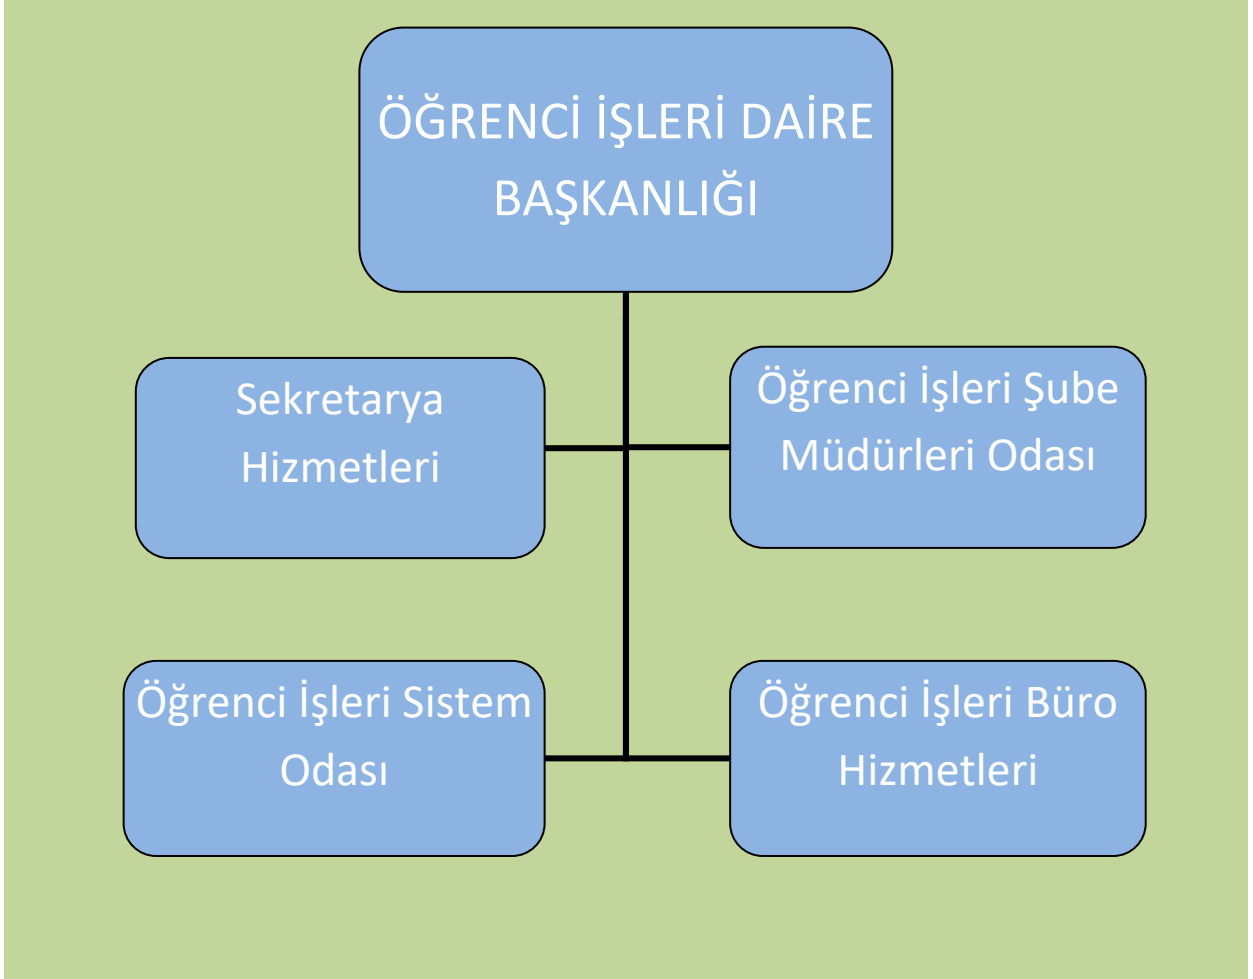 ÖĞRENCİ İŞLERİ DAİRE
BAŞKANLIĞI
Sekretarya
Hizmetleri
Öğrenci İşleri Şube
Müdürleri Odası
Öğrenci İşleri Sistem
Odası
Öğrenci İşleri Büro
Hizmetleri